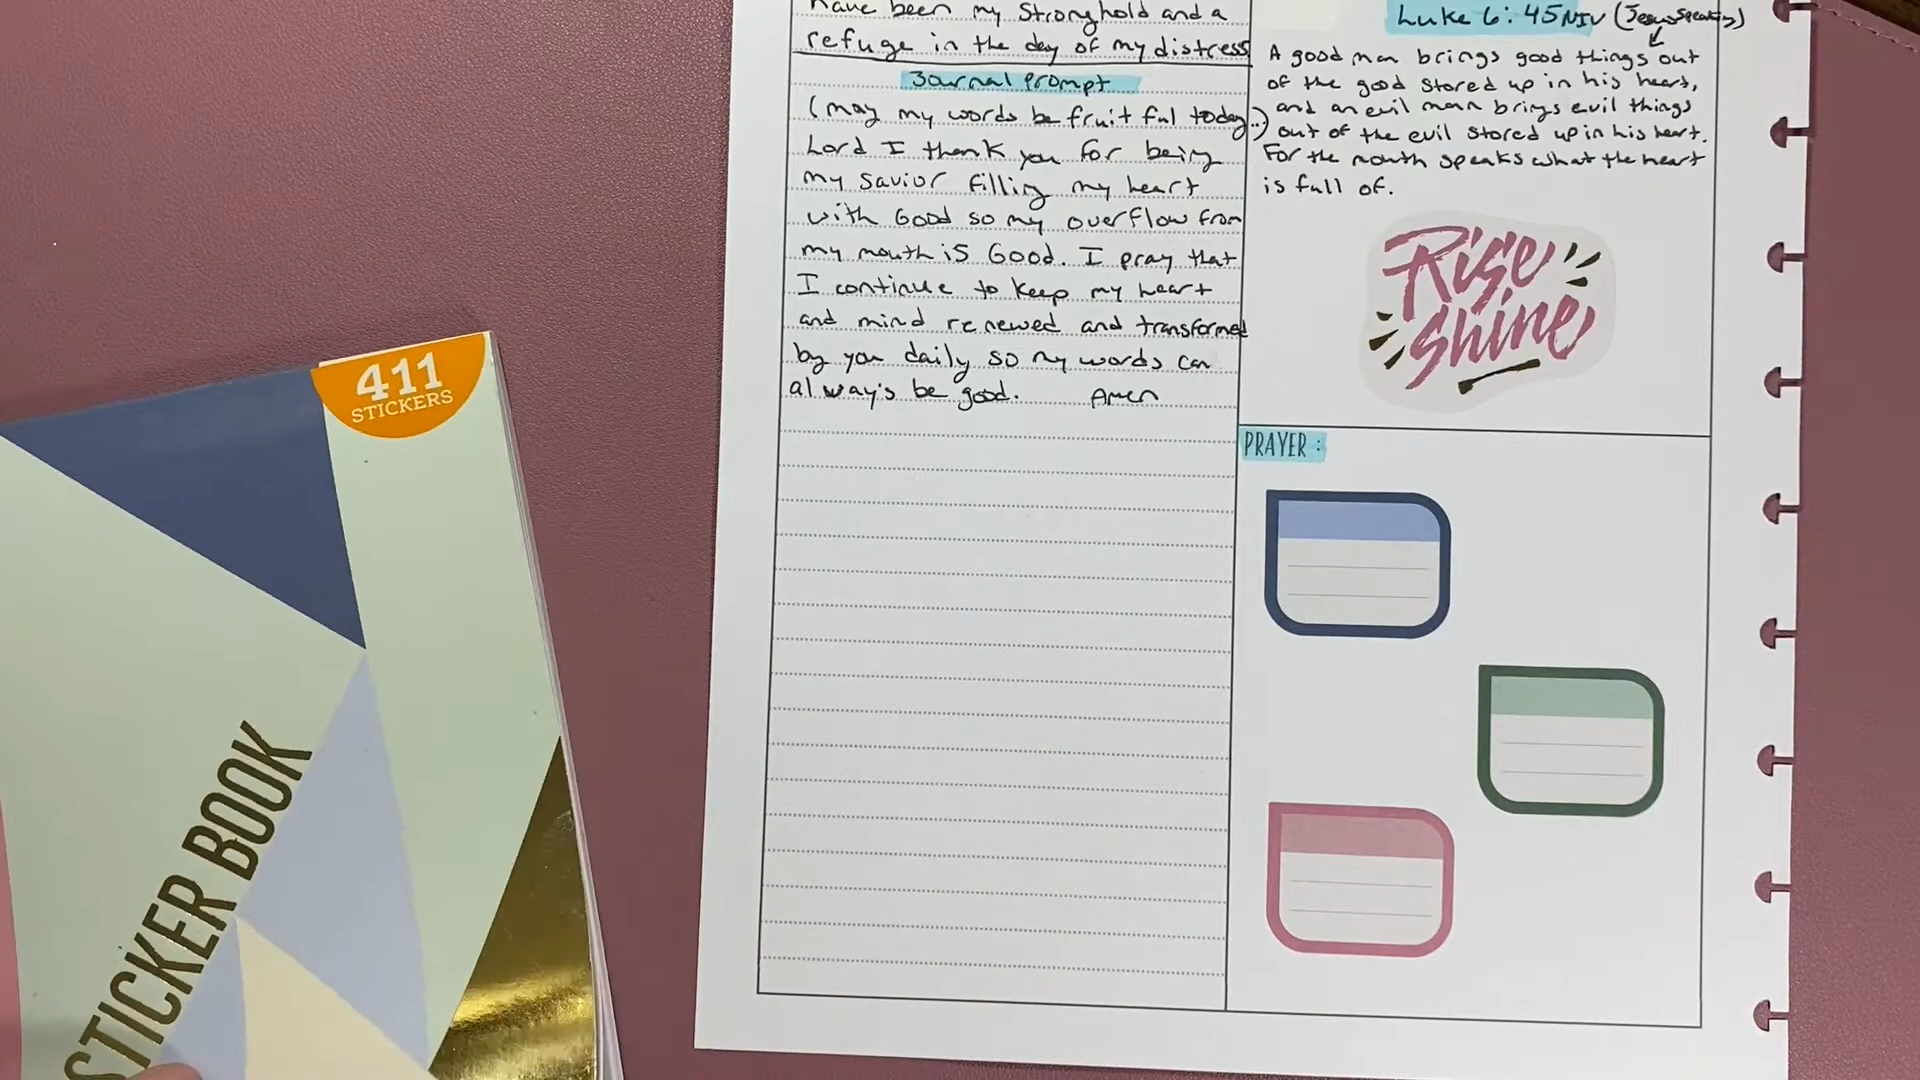 have been my stronghold and a
refuge in the day of my distress
Journal Prompt
(may my words be fruit ful today...)
Lord I thank you for being
my savior filling my heart
with Good so my overflow from
my mouth is Good. I pray that
I continue to keep my heart
and mind renewed and transformed
by you daily so my words can
always be good. Amen
Luke 6:45 NIV (Jesus Speaking)
A good man brings good things out
of the good stored up in his heart,
and an evil man brings evil things
out of the evil stored up in his heart.
For the mouth speaks what the heart
is full of.
Rise
Shine
PRAYER:
411
STICKERS
STICKER BOOK